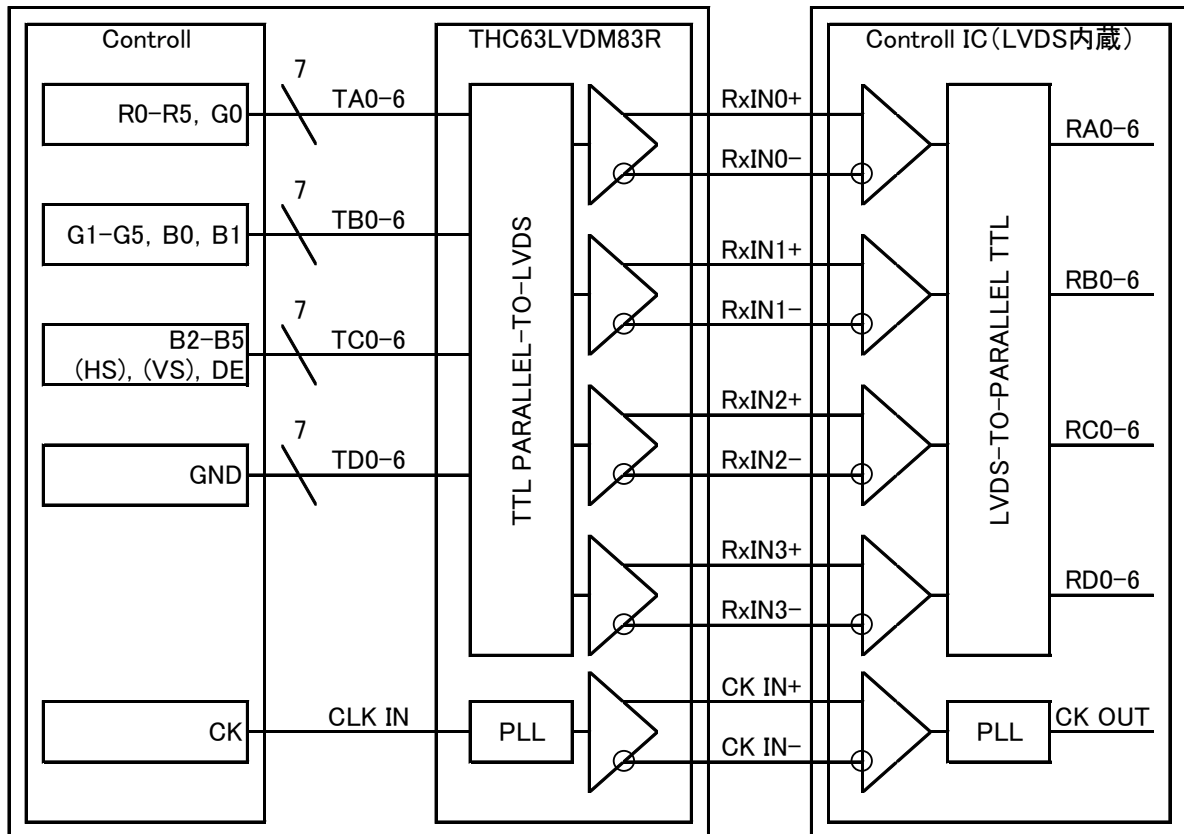 Controll
THC63LVDM83R
Controll IC(LVDS内蔵)
R0-R5, G0
7
TA0-6
RxIN0+
RxIN0-
RA0-6
G1-G5, B0, B1
7
TB0-6
RxIN1+
RxIN1-
RB0-6
B2-B5
(HS), (VS), DE
7
TC0-6
RxIN2+
RxIN2-
RC0-6
GND
7
TD0-6
RxIN3+
RxIN3-
RD0-6
TTL PARALLEL-TO-LVDS
LVDS-TO-PARALLEL TTL
CK
CLK IN
PLL
CK IN+
CK IN-
PLL
CK OUT